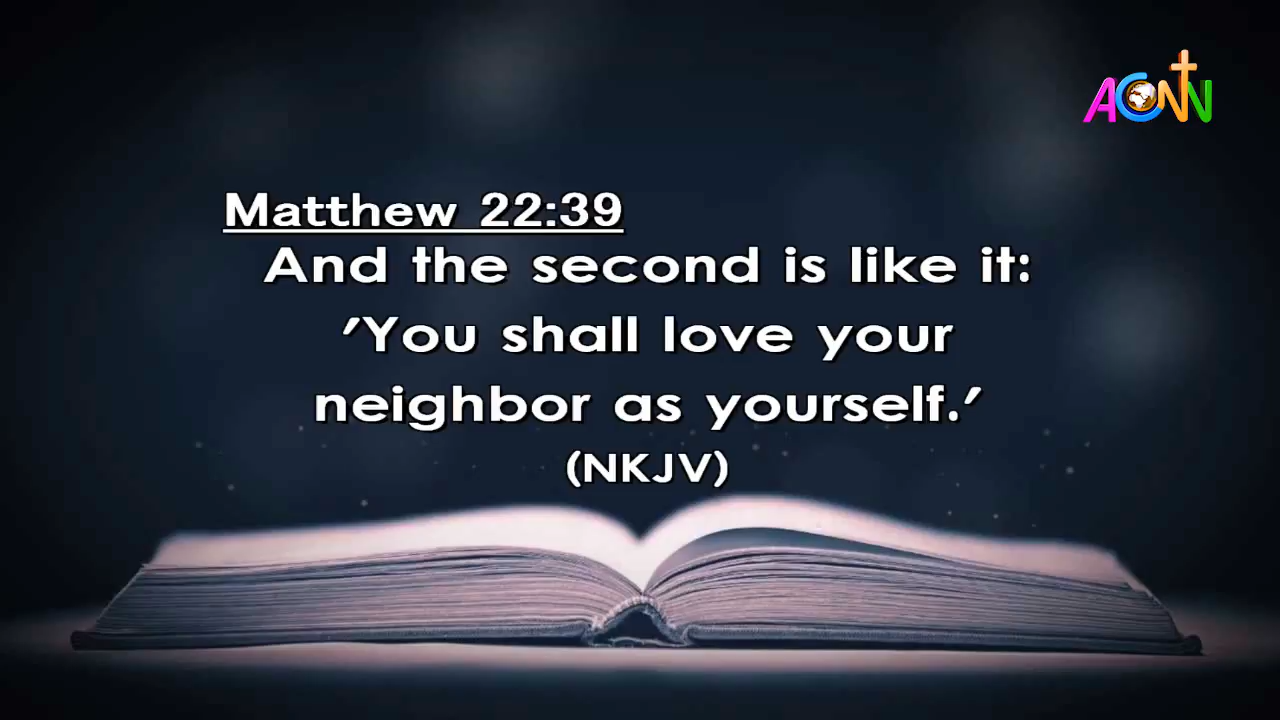 ACNN
Matthew 22:39
And the second is like it:
'You shall love your
neighbor as yourself.'
(NKJV)